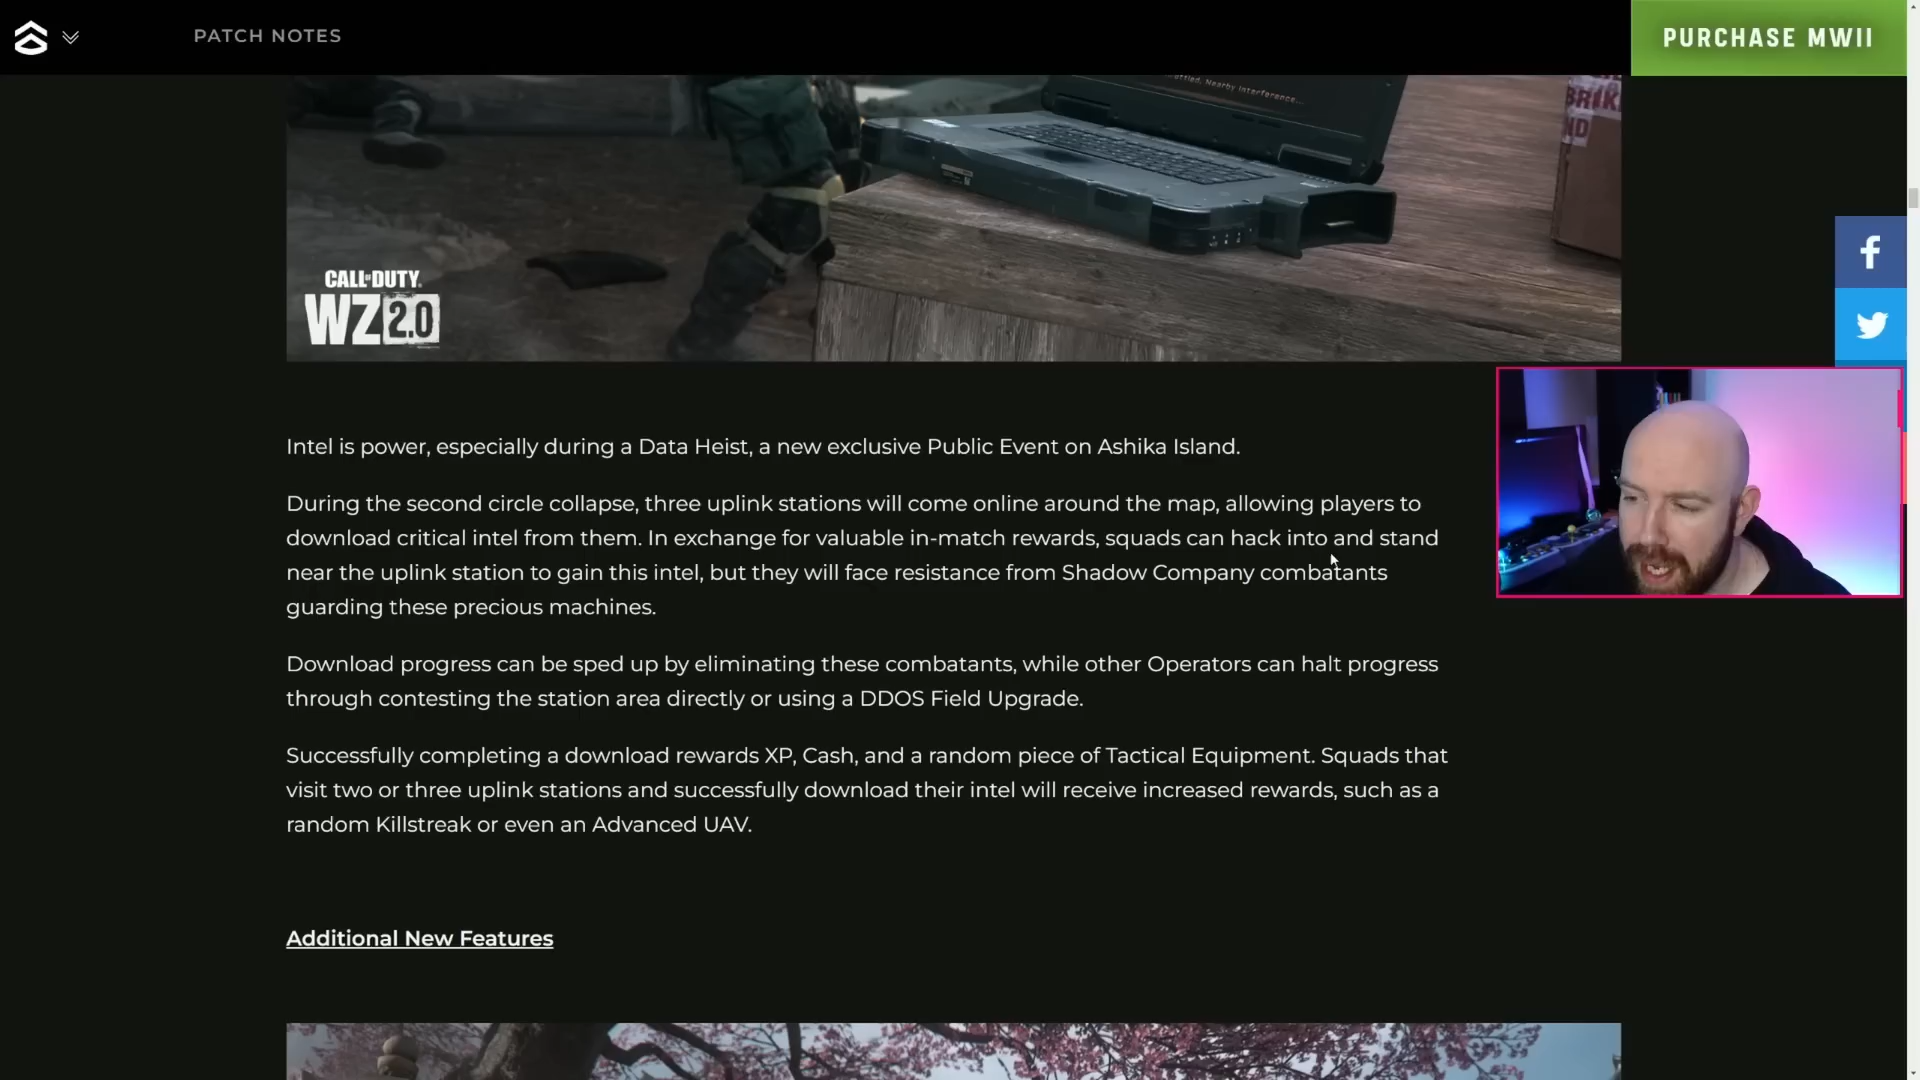 PATCH NOTES
PURCHASE MWII
Nearby Interference...
BRIK
ND
CALL OF DUTY
WZ 2.0
Intel is power, especially during a Data Heist, a new exclusive Public Event on Ashika Island.
During the second circle collapse, three uplink stations will come online around the map, allowing players to
download critical intel from them. In exchange for valuable in-match rewards, squads can hack into and stand
near the uplink station to gain this intel, but they will face resistance from Shadow Company combatants
guarding these precious machines.
Download progress can be sped up by eliminating these combatants, while other Operators can halt progress
through contesting the station area directly or using a DDOS Field Upgrade.
Successfully completing a download rewards XP, Cash, and a random piece of Tactical Equipment. Squads that
visit two or three uplink stations and successfully download their intel will receive increased rewards, such as a
random Killstreak or even an Advanced UAV.
Additional New Features